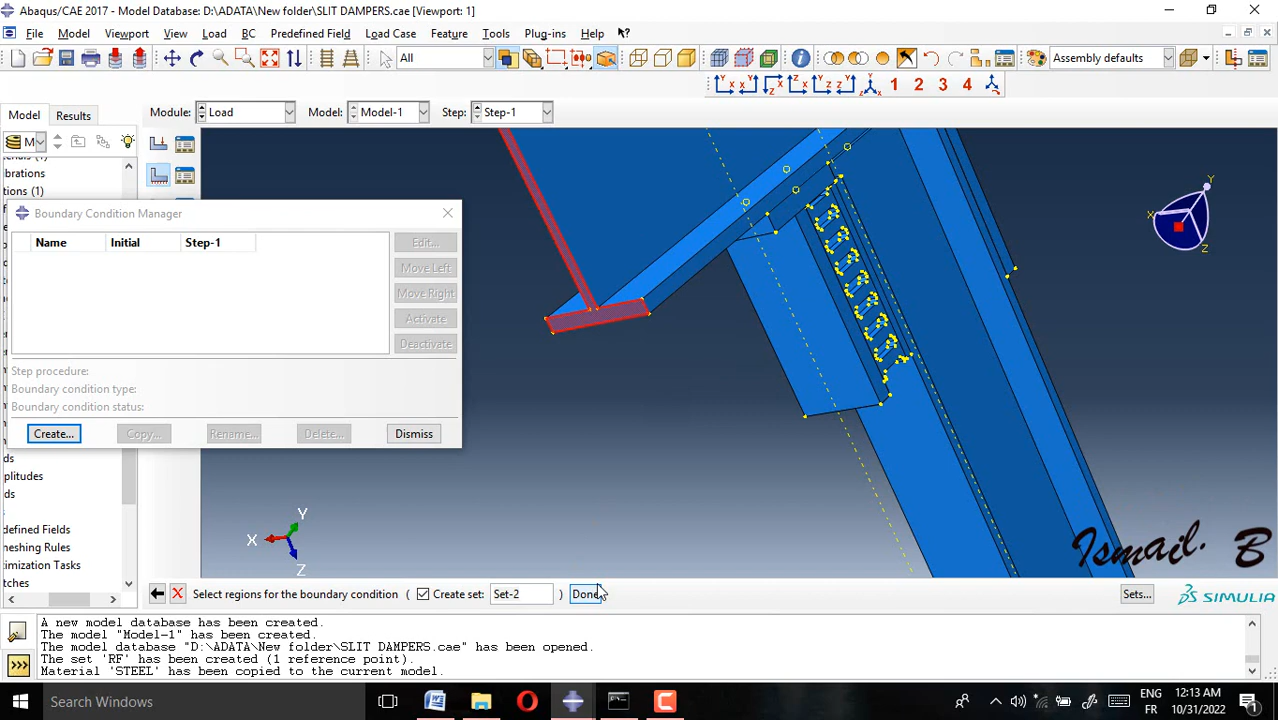 Abaqus/CAE 2017 - Model Database: D:\ADATA\New folder\SLIT DAMPERS.cae [Viewport: 1]
File Model Viewport View Load BC Predefined Field Load Case Feature Tools Plug-ins Help
All Assembly defaults
1 2 3 4
Model Results Module: Load Model: Model-1 Step: Step-1
M
terials (1)
brations
tions (1)
Boundary Condition Manager
Name Initial Step-1 Edit...
Move Left
Move Right
Activate
Deactivate
Step procedure:
Boundary condition type:
Boundary condition status:
Create... Copy... Rename... Delete... Dismiss
ds
plitudes
ds
defined Fields
meshing Rules
timization Tasks
tches
Y
X
Z
Y
X
Z
Ismail. B
Select regions for the boundary condition ( Create set: Set-2 ) Done Sets... SIMULIA
A new model database has been created.
The model "Model-1" has been created.
The model database "D:\ADATA\New folder\SLIT DAMPERS.cae" has been opened.
The set 'RF' has been created (1 reference point).
Material 'STEEL' has been copied to the current model.
>>>
Search Windows
ENG
FR
12:13 AM
10/31/2022
1